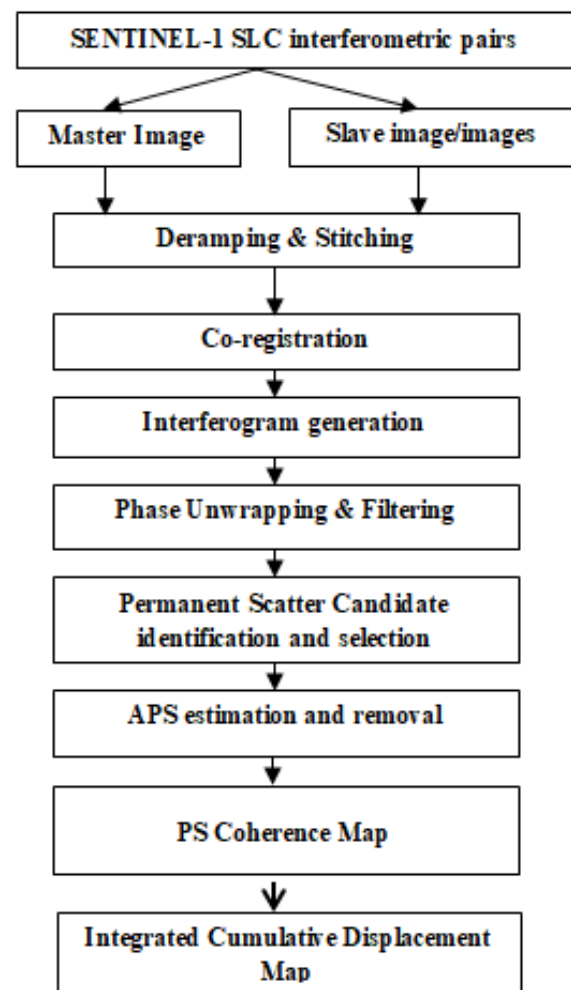 SENTINEL-1 SLC interferometric pairs
Master Image
Slave image/images
Deramping & Stitching
Co-registration
Interferogram generation
Phase Unwrapping & Filtering
Permanent Scatter Candidate
identification and selection
APS estimation and removal
PS Coherence Map
Integrated Cumulative Displacement
Map